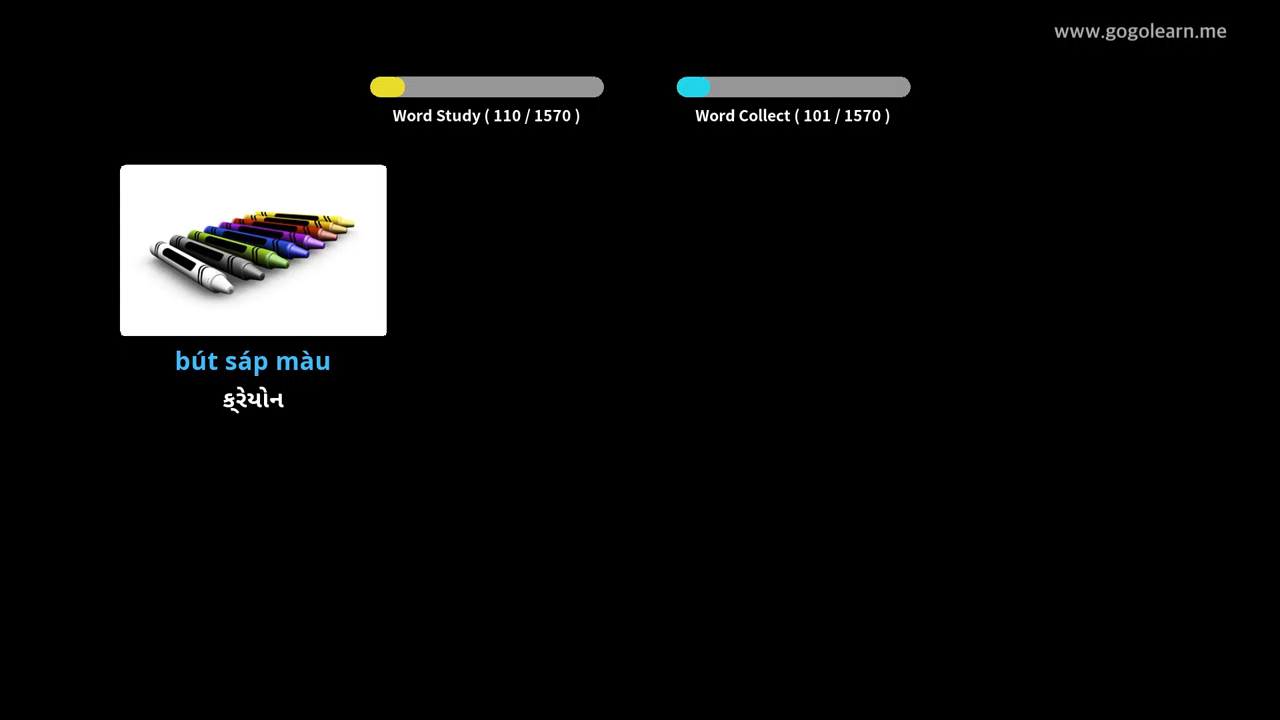 www.gogolearn.me
Word Study ( 110 / 1570 )
Word Collect ( 101 / 1570 )
bút sáp màu
ક્રેયોન